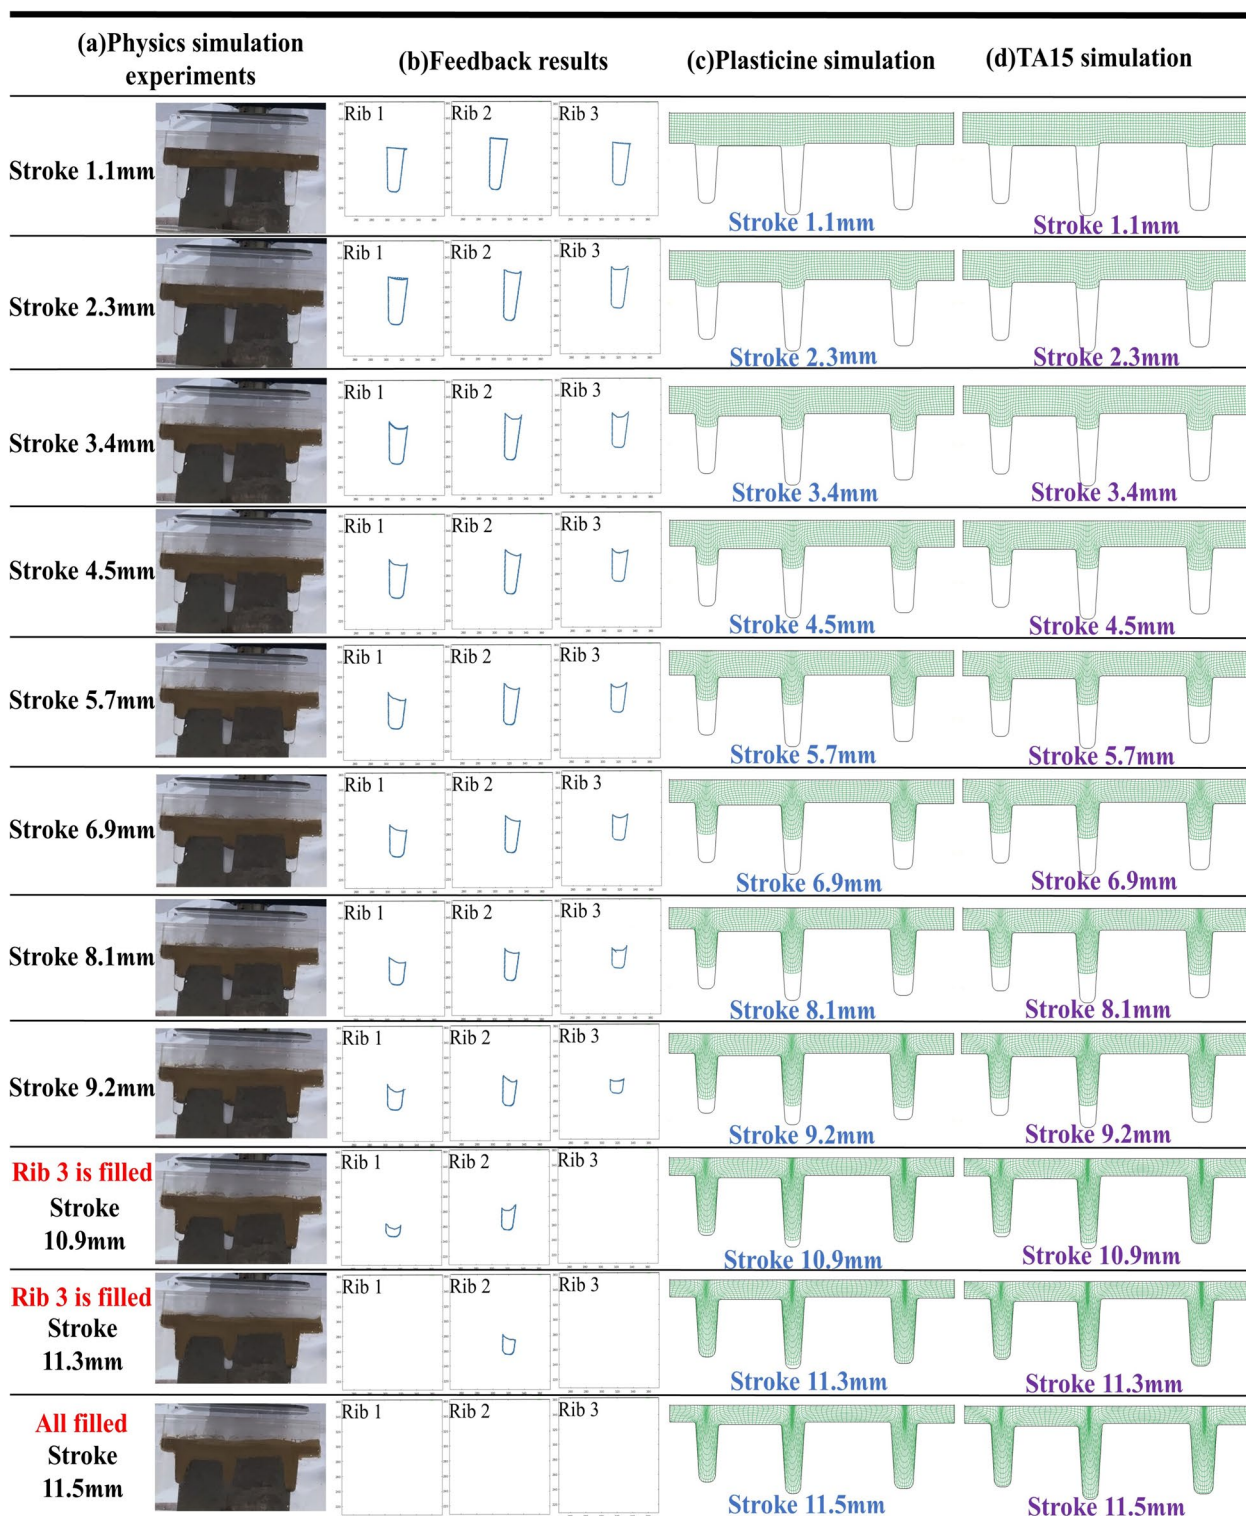 (a)Physics simulation
experiments
(b)Feedback results
(c)Plasticine simulation
(d)TA15 simulation
Stroke 1.1mm
Rib 1
Rib 2
Rib 3
Stroke 1.1mm
Stroke 1.1mm
Stroke 2.3mm
Rib 1
Rib 2
Rib 3
Stroke 2.3mm
Stroke 2.3mm
Stroke 3.4mm
Rib 1
Rib 2
Rib 3
Stroke 3.4mm
Stroke 3.4mm
Stroke 4.5mm
Rib 1
Rib 2
Rib 3
Stroke 4.5mm
Stroke 4.5mm
Stroke 5.7mm
Rib 1
Rib 2
Rib 3
Stroke 5.7mm
Stroke 5.7mm
Stroke 6.9mm
Rib 1
Rib 2
Rib 3
Stroke 6.9mm
Stroke 6.9mm
Stroke 8.1mm
Rib 1
Rib 2
Rib 3
Stroke 8.1mm
Stroke 8.1mm
Stroke 9.2mm
Rib 1
Rib 2
Rib 3
Stroke 9.2mm
Stroke 9.2mm
Rib 3 is filled
Stroke
10.9mm
Rib 1
Rib 2
Rib 3
Stroke 10.9mm
Stroke 10.9mm
Rib 3 is filled
Stroke
11.3mm
Rib 1
Rib 2
Rib 3
Stroke 11.3mm
Stroke 11.3mm
All filled
Stroke
11.5mm
Rib 1
Rib 2
Rib 3
Stroke 11.5mm
Stroke 11.5mm